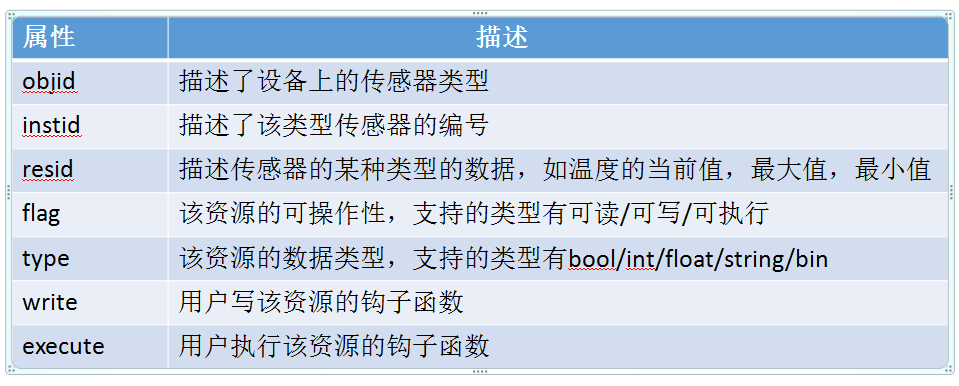 属性 描述
objid 描述了设备上的传感器类型
instid 描述了该类型传感器的编号
resid 描述传感器的某种类型的数据，如温度的当前值，最大值，最小值
flag 该资源的可操作性，支持的类型有可读/可写/可执行
type 该资源的数据类型，支持的类型有bool/int/float/string/bin
write 用户写该资源的钩子函数
execute 用户执行该资源的钩子函数